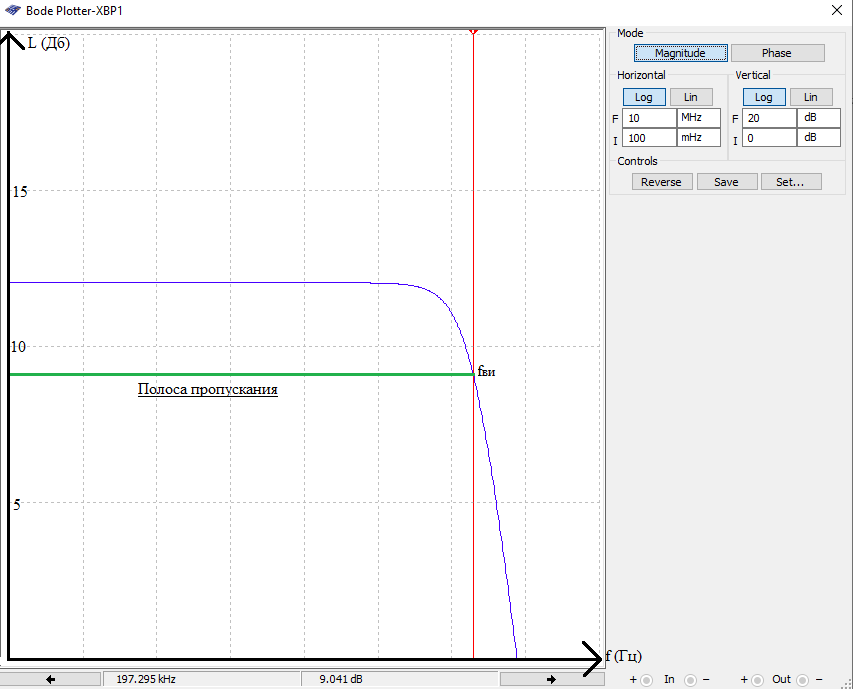 Bode Plotter-XBP1
L (Дб)
15
10
5
fви
Полоса пропускания
f (Гц)
Mode
Magnitude Phase
Horizontal Vertical
Log Lin Log Lin
F 10 MHz F 20 dB
I 100 mHz I 0 dB
Controls
Reverse Save Set...
197.295 kHz 9.041 dB
+ In − + Out −